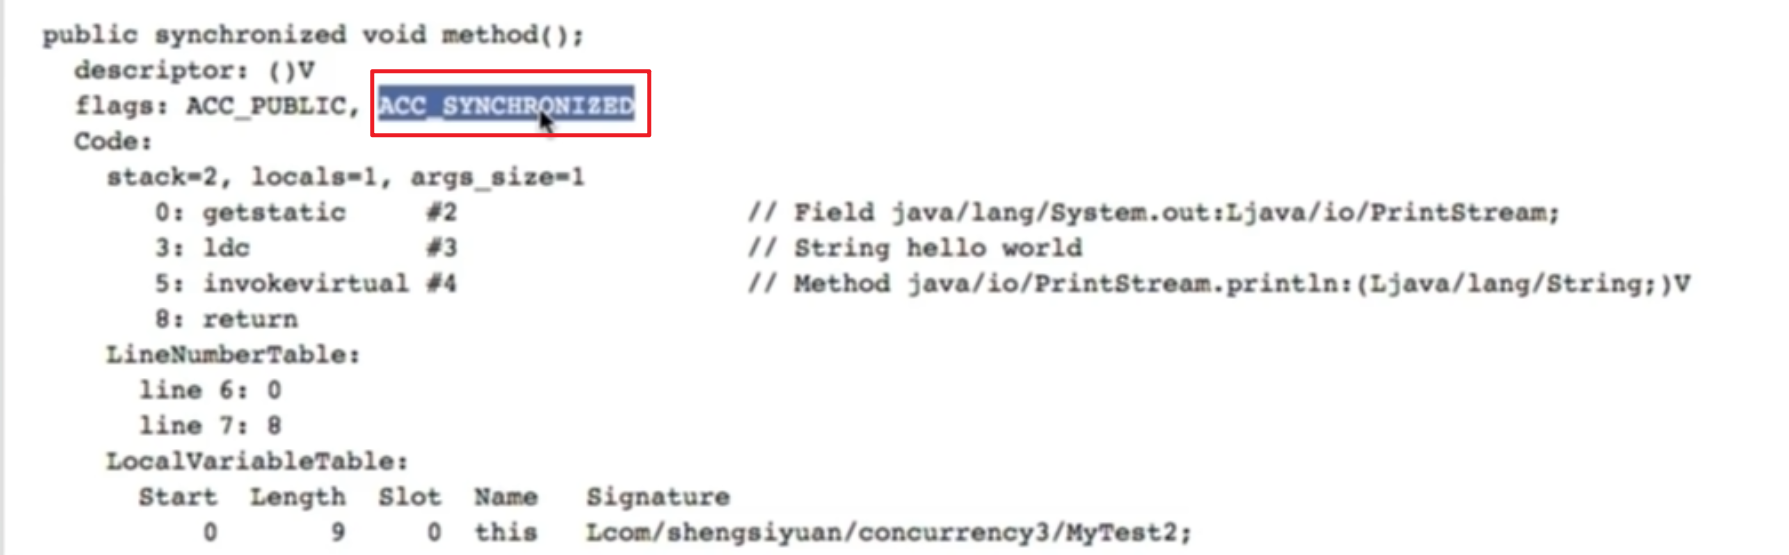 public synchronized void method();
descriptor: ()V
flags: ACC_PUBLIC, ACC_SYNCHRONIZED
Code:
stack=2, locals=1, args_size=1
0: getstatic #2 // Field java/lang/System.out:Ljava/io/PrintStream;
3: ldc #3 // String hello world
5: invokevirtual #4 // Method java/io/PrintStream.println:(Ljava/lang/String;)V
8: return
LineNumberTable:
line 6: 0
line 7: 8
LocalVariableTable:
Start Length Slot Name Signature
0 9 0 this Lcom/shengsiyuan/concurrency3/MyTest2;